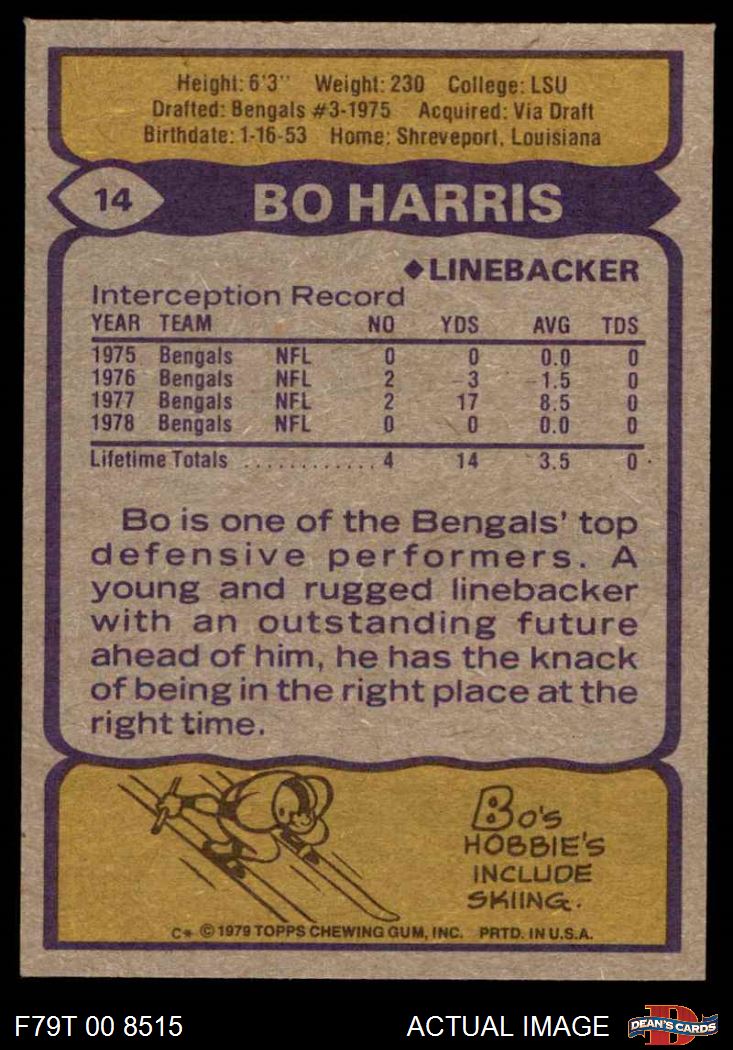 Height: 6'3" Weight: 230 College: LSU
Drafted: Bengals #3-1975 Acquired: Via Draft
Birthdate: 1-16-53 Home: Shreveport, Louisiana
14 BO HARRIS
◆LINEBACKER
Interception Record
YEAR TEAM NO YDS AVG TDS
1975 Bengals NFL 0 0 0.0 0
1976 Bengals NFL 2 -3 -1.5 0
1977 Bengals NFL 2 17 8.5 0
1978 Bengals NFL 0 0 0.0 0
Lifetime Totals ............ 4 14 3.5 0
Bo is one of the Bengals' top
defensive performers. A
young and rugged linebacker
with an outstanding future
ahead of him, he has the knack
of being in the right place at the
right time.
Bo's
HOBBIE'S
INCLUDE
SKIING.
C* © 1979 TOPPS CHEWING GUM, INC. PRTD. IN U.S.A.
F79T 00 8515 ACTUAL IMAGE D DEAN'S CARDS